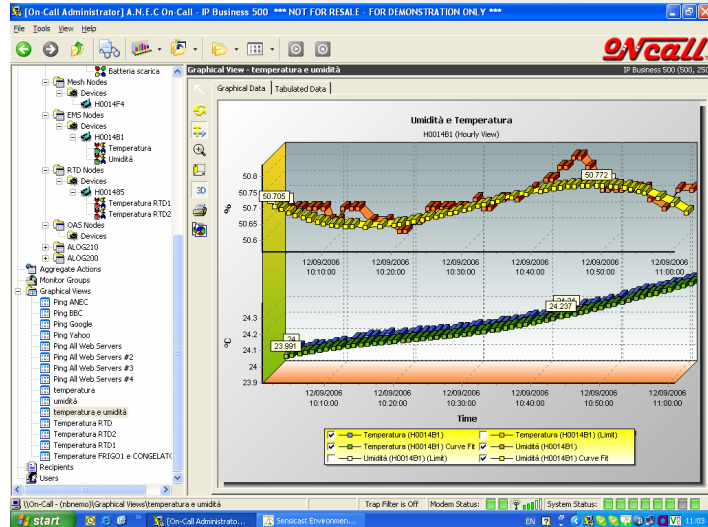 [On-Call Administrator] A.N.E.C On-Call - IP Business 500 *** NOT FOR RESALE - FOR DEMONSTRATION ONLY ***
File Tools View Help
ONcall
Graphical View - temperatura e umidità
IP Business 500 (500, 250
Batteria scarica
Mesh Nodes
Devices
H0014F4
EMS Nodes
Devices
H0014B1
Temperatura
Umidità
RTD Nodes
Devices
H001485
Temperatura RTD1
Temperatura RTD2
OAS Nodes
Devices
ALOG210
ALOG200
Aggregate Actions
Monitor Groups
Graphical Views
Ping ANEC
Ping BBC
Ping Google
Ping Yahoo
Ping All Web Servers
Ping All Web Servers #2
Ping All Web Servers #3
Ping All Web Servers #4
temperatura
umidità
temperatura e umidità
Temperatura RTD
Temperatura RTD2
Temperatura RTD1
Temperature FRIGO1 e CONGELATO
Recipients
Users
3D
Graphical Data
Tabulated Data
Umidità e Temperatura
H0014B1 (Hourly View)
%
50.8
50.75
50.7
50.65
50.6
50.705
50.772
12/09/2006 12/09/2006 12/09/2006 12/09/2006 12/09/2006 12/09/2006
10:10:00 10:20:00 10:30:00 10:40:00 10:50:00 11:00:00
°C
24.3
24.2
24.1
24
23.9
24
23.991
24.237
12/09/2006 12/09/2006 12/09/2006 12/09/2006 12/09/2006 12/09/2006
10:10:00 10:20:00 10:30:00 10:40:00 10:50:00 11:00:00
Time
Temperatura (H0014B1)
Temperatura (H0014B1) (Limit)
Temperatura (H0014B1) Curve Fit
Umidità (H0014B1)
Umidità (H0014B1) (Limit)
Umidità (H0014B1) Curve Fit
\\On-Call - (nbnemo)\Graphical Views\temperatura e umidità
Trap Filter is Off
Modem Status:
System Status:
start
[On-Call Administrato...
Sensicast Environmen...
EN
11:03